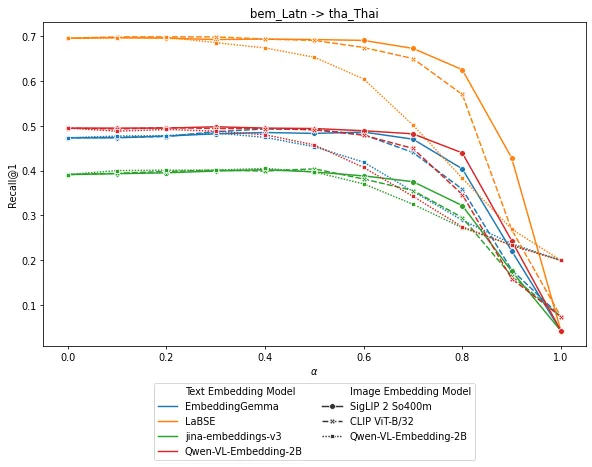 bem_Latn -> tha_Thai
Recall@1
0.7
0.6
0.5
0.4
0.3
0.2
0.1
0.0
0.2
0.4
0.6
0.8
1.0
α
Text Embedding Model
EmbeddingGemma
LaBSE
jina-embeddings-v3
Qwen-VL-Embedding-2B
Image Embedding Model
SigLIP 2 So400m
CLIP ViT-B/32
Qwen-VL-Embedding-2B